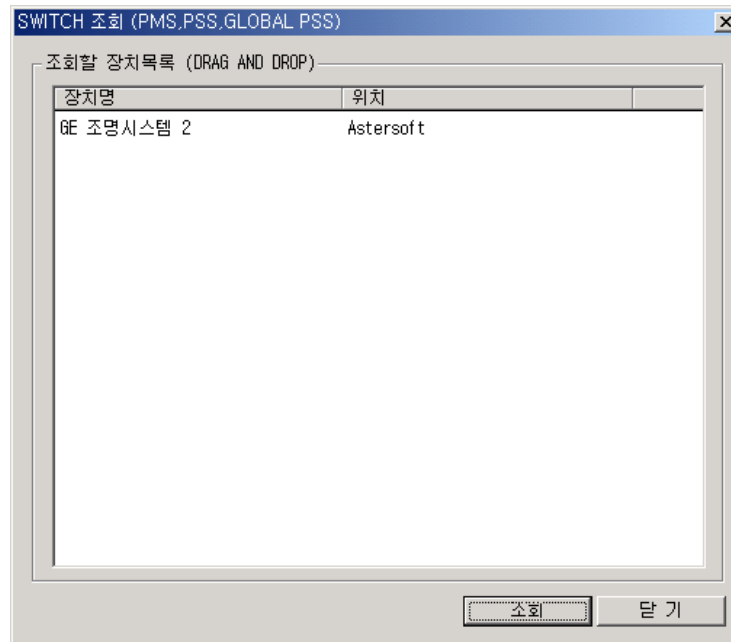 SWITCH 조회 (PMS,PSS,GLOBAL PSS)
조회할 장치목록 (DRAG AND DROP)
장치명 위치
GE 조명시스템 2 Astersoft
조회 닫 기